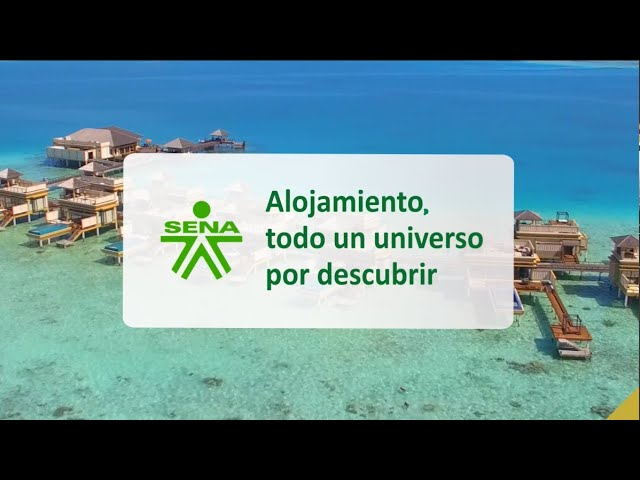 SENA
Alojamiento,
todo un universo
por descubrir